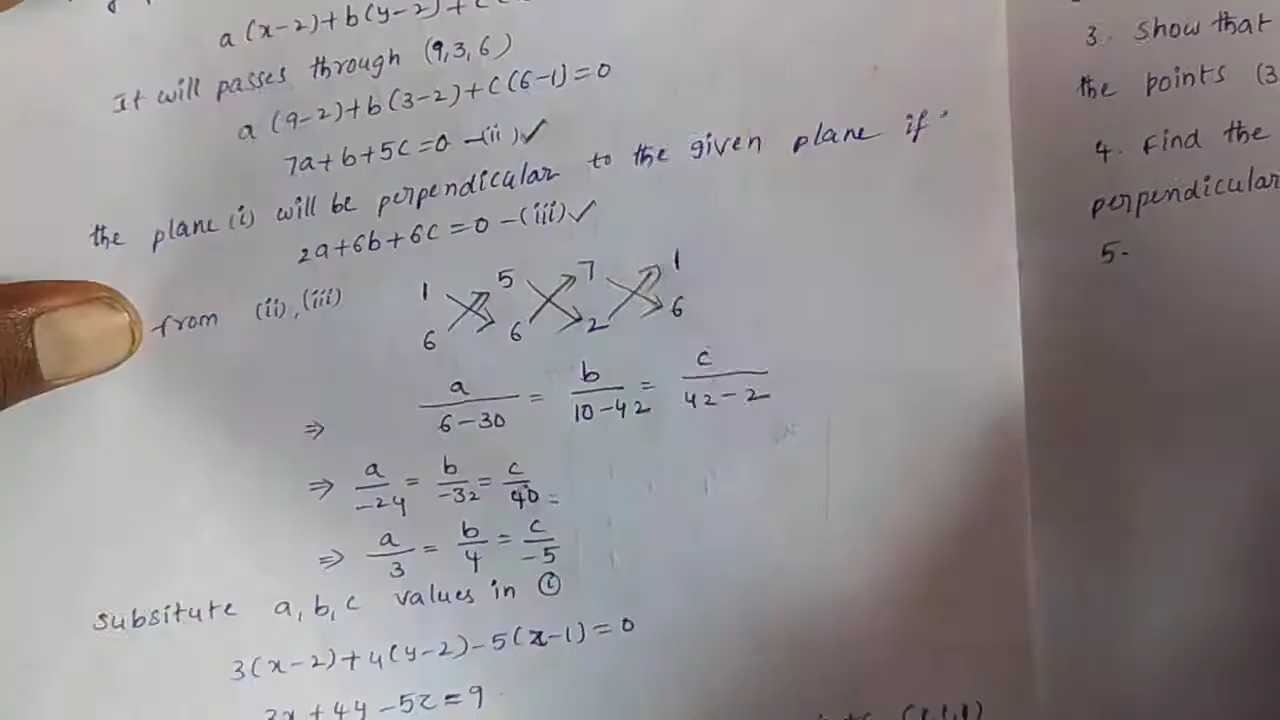 a(x-2)+b(y-2)+c
It will passes through (9,3,6)
a(9-2)+b(3-2)+c(6-1)=0
7a+b+5c=0 -(ii)✓
the plane (i) will be perpendicular to the given plane if
2a+6b+6c=0 -(iii)✓
from (ii),(iii)
1 5 7 1
6 6 2 6
⇒ a/(6-30) = b/(10-42) = c/(42-2)
⇒ a/-24 = b/-32 = c/40 =
⇒ a/3 = b/4 = c/-5
subsitute a,b,c values in (i)
3(x-2)+4(y-2)-5(z-1)=0
3x+4y-5z=9
(1,1,1)
3. Show that
the points (3
4. Find the
perpendicular
5-